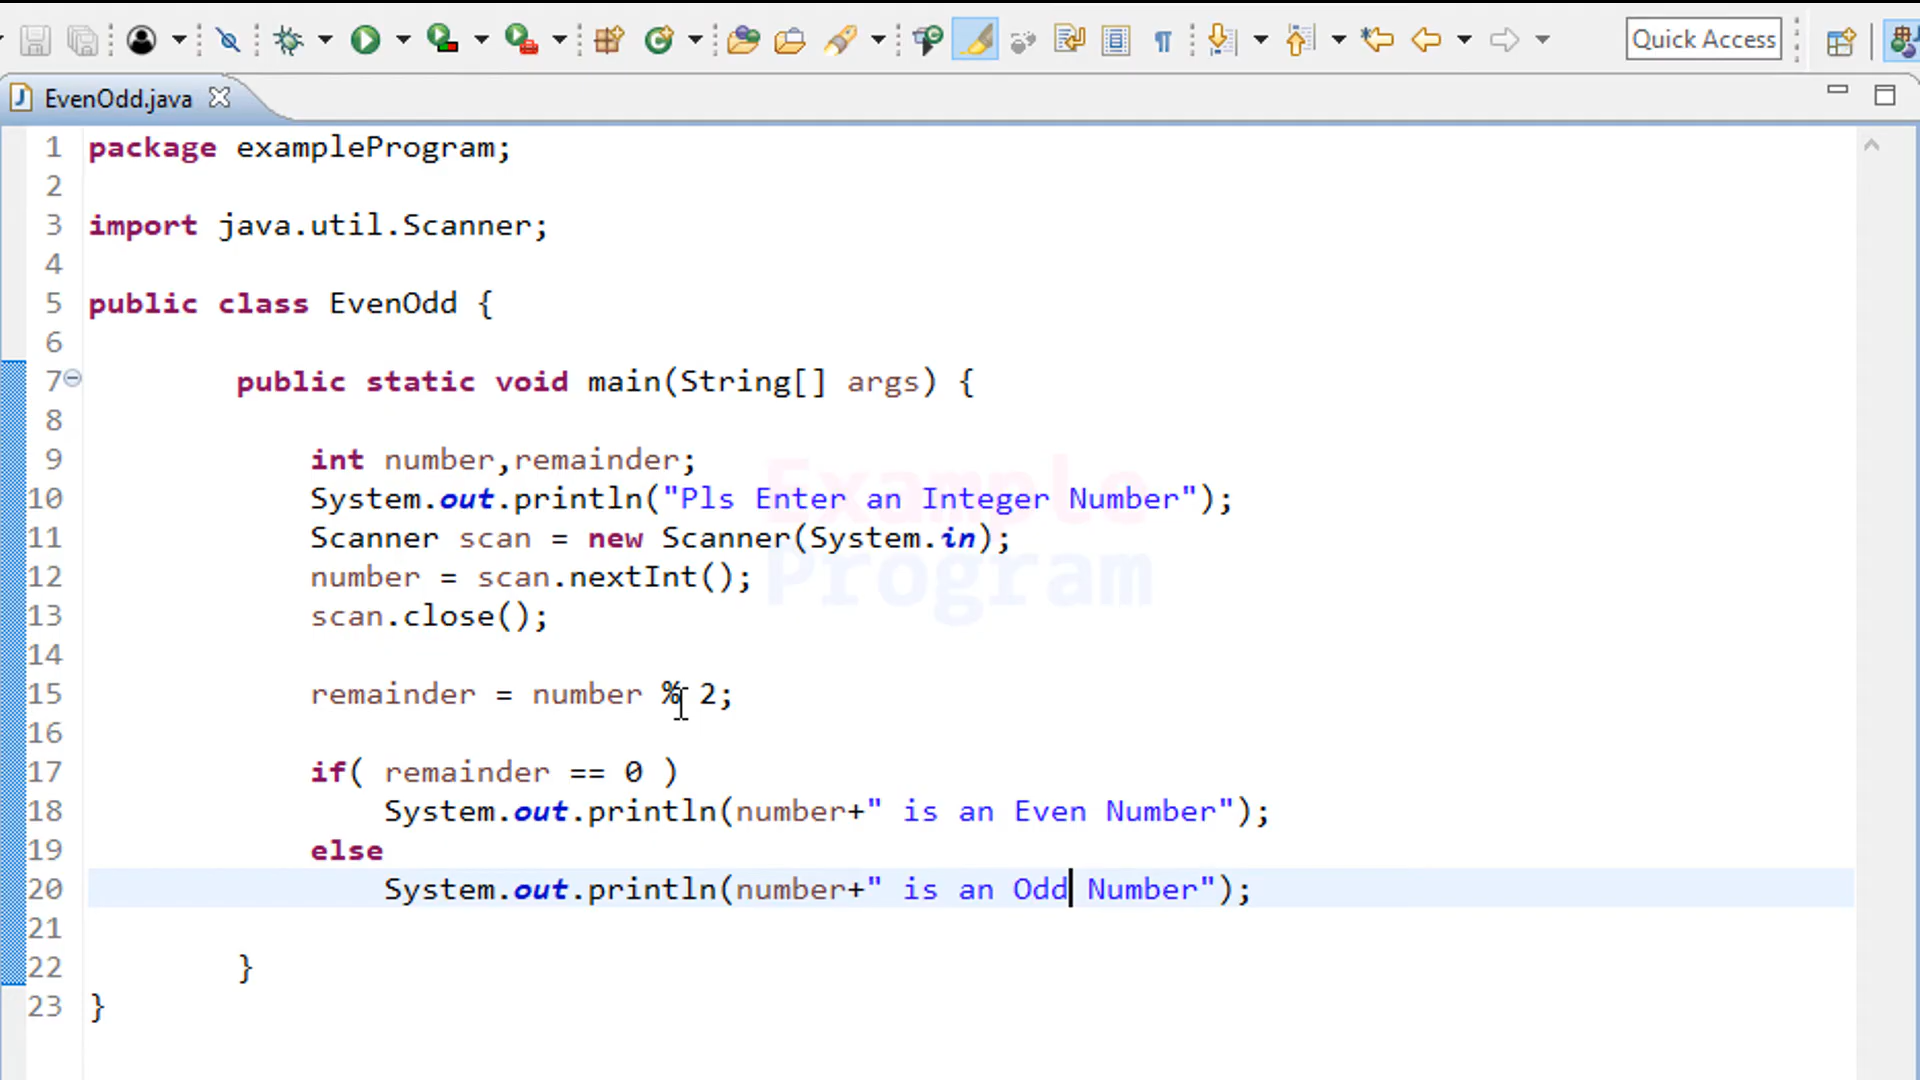 Quick Access
EvenOdd.java
1 package exampleProgram;
2
3 import java.util.Scanner;
4
5 public class EvenOdd {
6
7 public static void main(String[] args) {
8
9 int number,remainder;
10 System.out.println("Pls Enter an Integer Number");
11 Scanner scan = new Scanner(System.in);
12 number = scan.nextInt();
13 scan.close();
14
15 remainder = number % 2;
16
17 if( remainder == 0 )
18 System.out.println(number+" is an Even Number");
19 else
20 System.out.println(number+" is an Odd Number");
21
22 }
23 }
Example
Program